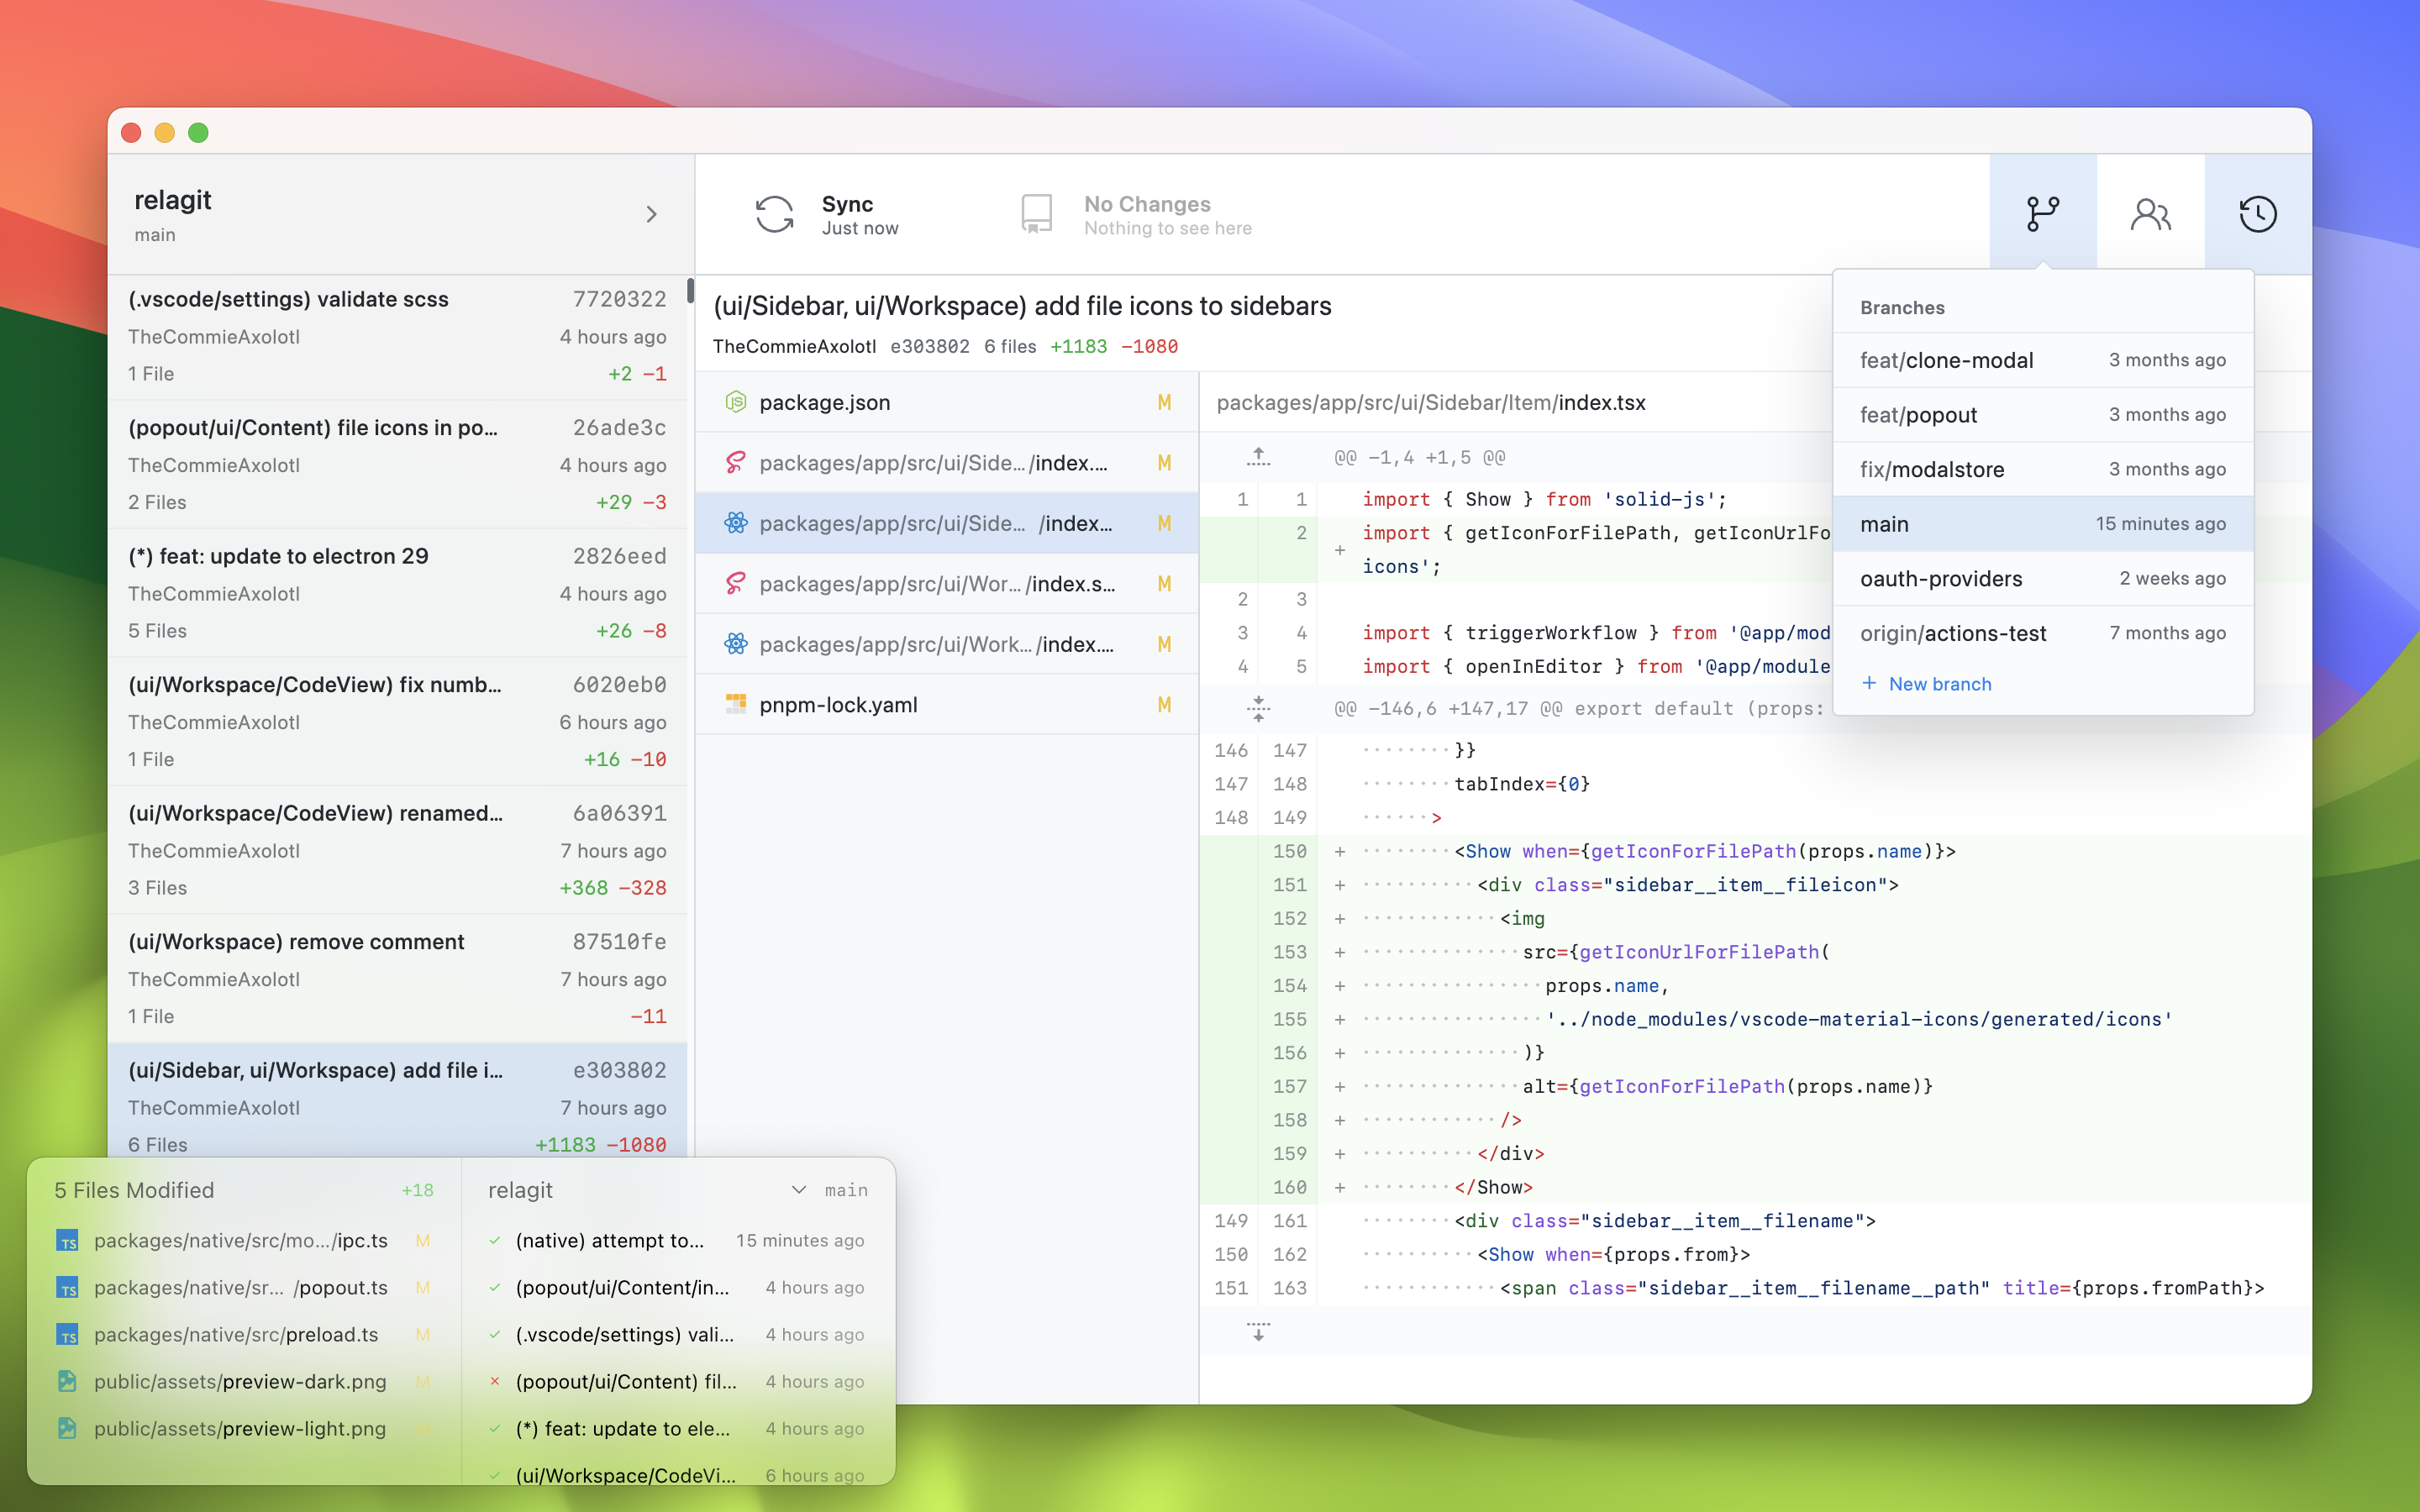 relagit
main
Sync
Just now
No Changes
Nothing to see here
(.vscode/settings) validate scss 7720322
TheCommieAxolotl 4 hours ago
1 File +2 −1
(popout/ui/Content) file icons in po... 26ade3c
TheCommieAxolotl 4 hours ago
2 Files +29 −3
(*) feat: update to electron 29 2826eed
TheCommieAxolotl 4 hours ago
5 Files +26 −8
(ui/Workspace/CodeView) fix numb... 6020eb0
TheCommieAxolotl 6 hours ago
1 File +16 −10
(ui/Workspace/CodeView) renamed... 6a06391
TheCommieAxolotl 7 hours ago
3 Files +368 −328
(ui/Workspace) remove comment 87510fe
TheCommieAxolotl 7 hours ago
1 File −11
(ui/Sidebar, ui/Workspace) add file i... e303802
TheCommieAxolotl 7 hours ago
6 Files +1183 −1080
(ui/Sidebar, ui/Workspace) add file icons to sidebars
TheCommieAxolotl e303802 6 files +1183 −1080
package.json M
packages/app/src/ui/Side.../index.... M
packages/app/src/ui/Side... /index... M
packages/app/src/ui/Wor.../index.s... M
packages/app/src/ui/Work.../index.... M
pnpm-lock.yaml M
packages/app/src/ui/Sidebar/Item/index.tsx
@@ −1,4 +1,5 @@
1 1 import { Show } from 'solid-js';
2 + import { getIconForFilePath, getIconUrlFo
icons';
2 3
3 4 import { triggerWorkflow } from '@app/mod
4 5 import { openInEditor } from '@app/module
@@ −146,6 +147,17 @@ export default (props:
146 147 ········}}
147 148 ········tabIndex={0}
148 149 ······>
150 + ········<Show when={getIconForFilePath(props.name)}>
151 + ··········<div class="sidebar__item__fileicon">
152 + ············<img
153 + ··············src={getIconUrlForFilePath(
154 + ················props.name,
155 + ················'../node_modules/vscode-material-icons/generated/icons'
156 + ··············)}
157 + ··············alt={getIconForFilePath(props.name)}
158 + ············/>
159 + ··········</div>
160 + ········</Show>
149 161 ········<div class="sidebar__item__filename">
150 162 ··········<Show when={props.from}>
151 163 ············<span class="sidebar__item__filename__path" title={props.fromPath}>
Branches
feat/clone-modal 3 months ago
feat/popout 3 months ago
fix/modalstore 3 months ago
main 15 minutes ago
oauth-providers 2 weeks ago
origin/actions-test 7 months ago
+ New branch
5 Files Modified +18
packages/native/src/mo.../ipc.ts M
packages/native/sr... /popout.ts M
packages/native/src/preload.ts M
public/assets/preview-dark.png M
public/assets/preview-light.png M
relagit main
(native) attempt to... 15 minutes ago
(popout/ui/Content/in... 4 hours ago
(.vscode/settings) vali... 4 hours ago
(popout/ui/Content) fil... 4 hours ago
(*) feat: update to ele... 4 hours ago
(ui/Workspace/CodeVi... 6 hours ago